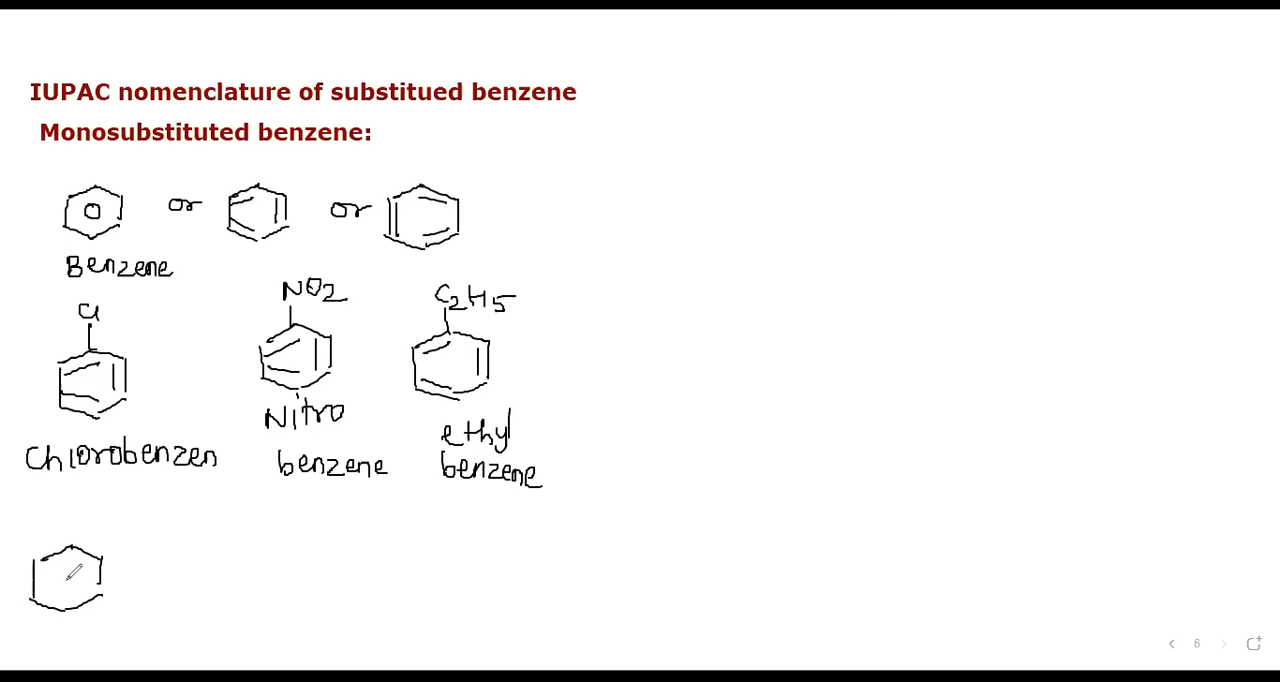 IUPAC nomenclature of substitued benzene
Monosubstituted benzene:
or or
Benzene
Cl NO2 C2H5
Chlorobenzen
Nitro
benzene
ethyl
benzene
6